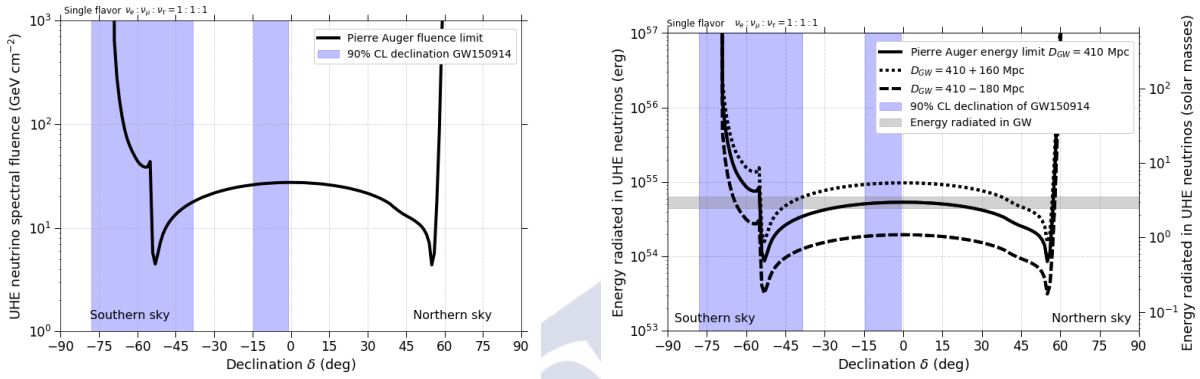 Single flavor νe : νμ : ντ = 1 : 1 : 1
UHE neutrino spectral fluence (GeV cm⁻²)
10³
10²
10¹
10⁰
Pierre Auger fluence limit
90% CL declination GW150914
Southern sky
Northern sky
−90 −75 −60 −45 −30 −15 0 15 30 45 60 75 90
Declination δ (deg)
Single flavor νe : νμ : ντ = 1 : 1 : 1
Energy radiated in UHE neutrinos (erg)
10⁵⁷
10⁵⁶
10⁵⁵
10⁵⁴
10⁵³
Pierre Auger energy limit D_GW = 410 Mpc
D_GW = 410 + 160 Mpc
D_GW = 410 − 180 Mpc
90% CL declination of GW150914
Energy radiated in GW
Southern sky
Northern sky
−90 −75 −60 −45 −30 −15 0 15 30 45 60 75 90
Declination δ (deg)
10²
10¹
10⁰
10⁻¹
Energy radiated in UHE neutrinos (solar masses)